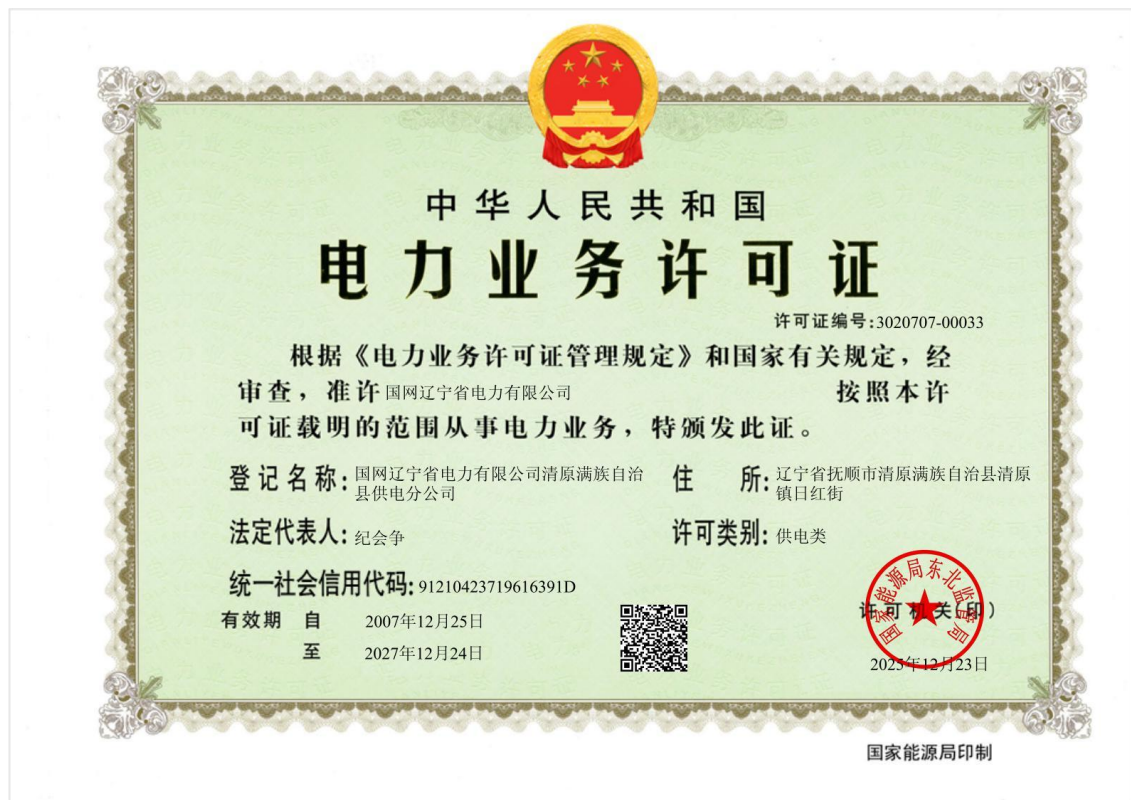 中华人民共和国
电力业务许可证
许可证编号:3020707-00033
根据《电力业务许可证管理规定》和国家有关规定,经
审查,准许国网辽宁省电力有限公司 按照本许
可证载明的范围从事电力业务,特颁发此证。
登记名称:国网辽宁省电力有限公司清原满族自治
县供电分公司
住 所:辽宁省抚顺市清原满族自治县清原
镇日红街
法定代表人:纪会争
许可类别:供电类
统一社会信用代码:91210423719616391D
有效期 自 2007年12月25日
至 2027年12月24日
国家能源局东北监管局
许可机关(印)
2025年12月23日
国家能源局印制